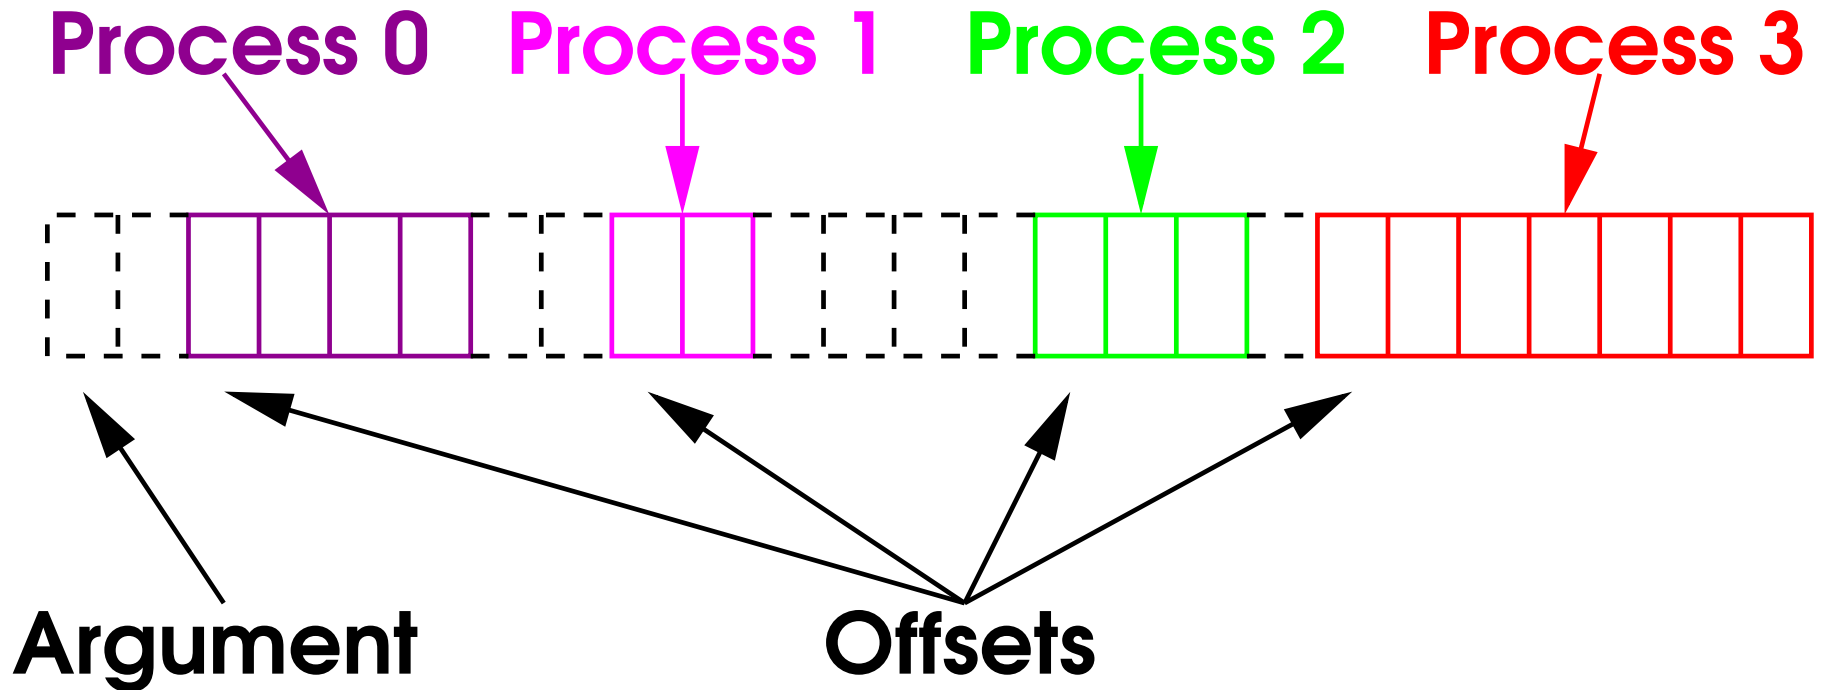 Process 0 Process 1 Process 2 Process 3
Argument Offsets